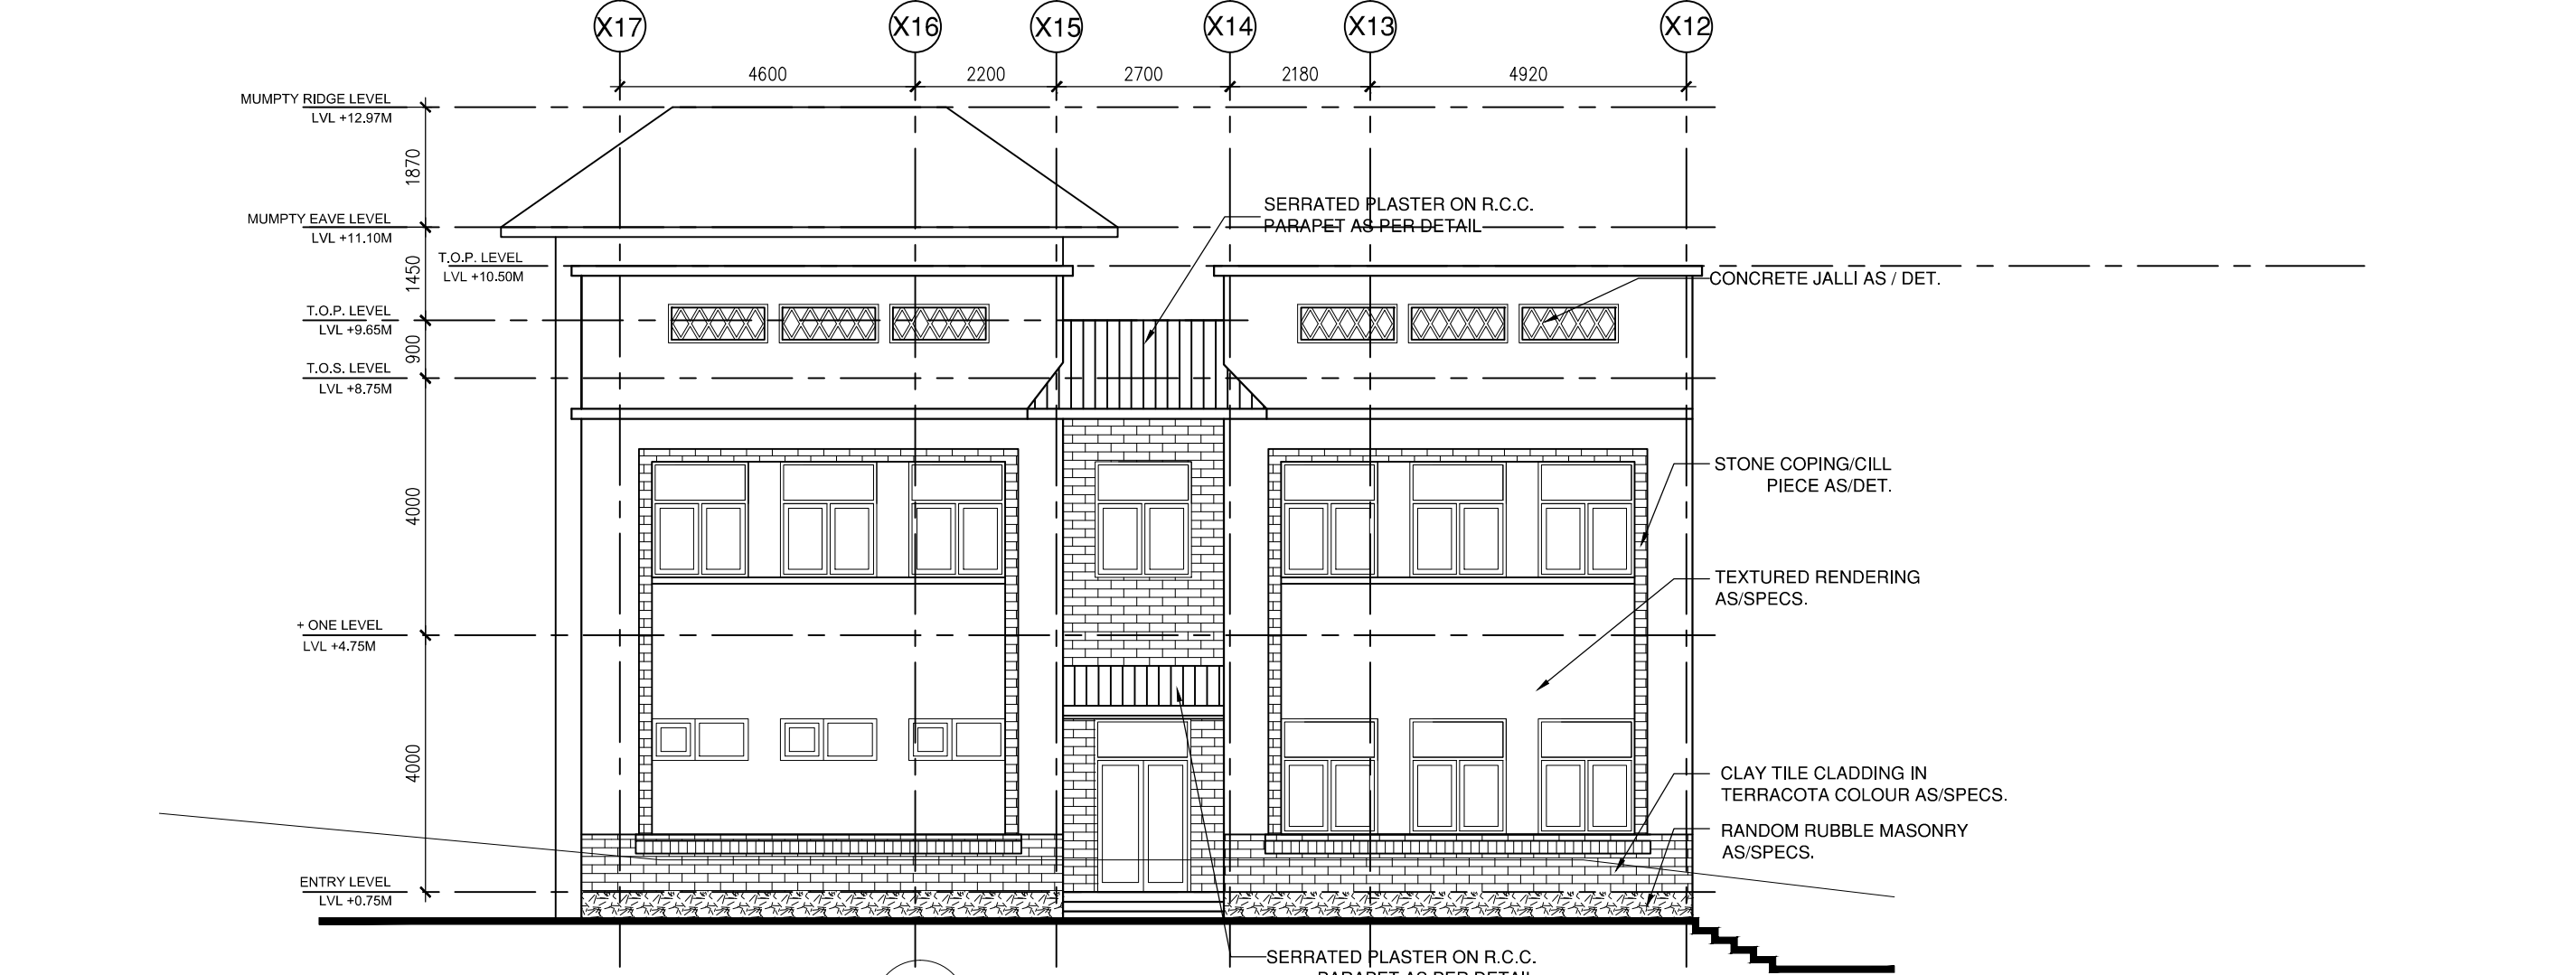 X17 X16 X15 X14 X13 X12
4600 2200 2700 2180 4920
MUMPTY RIDGE LEVEL
LVL +12.97M
1870
MUMPTY EAVE LEVEL
LVL +11.10M
SERRATED PLASTER ON R.C.C.
PARAPET AS PER DETAIL
1450
T.O.P. LEVEL
LVL +10.50M
CONCRETE JALLI AS / DET.
T.O.P. LEVEL
LVL +9.65M
900
T.O.S. LEVEL
LVL +8.75M
4000
STONE COPING/CILL
PIECE AS/DET.
TEXTURED RENDERING
AS/SPECS.
+ ONE LEVEL
LVL +4.75M
4000
CLAY TILE CLADDING IN
TERRACOTA COLOUR AS/SPECS.
RANDOM RUBBLE MASONRY
AS/SPECS.
ENTRY LEVEL
LVL +0.75M
SERRATED PLASTER ON R.C.C.
PARAPET AS PER DETAIL